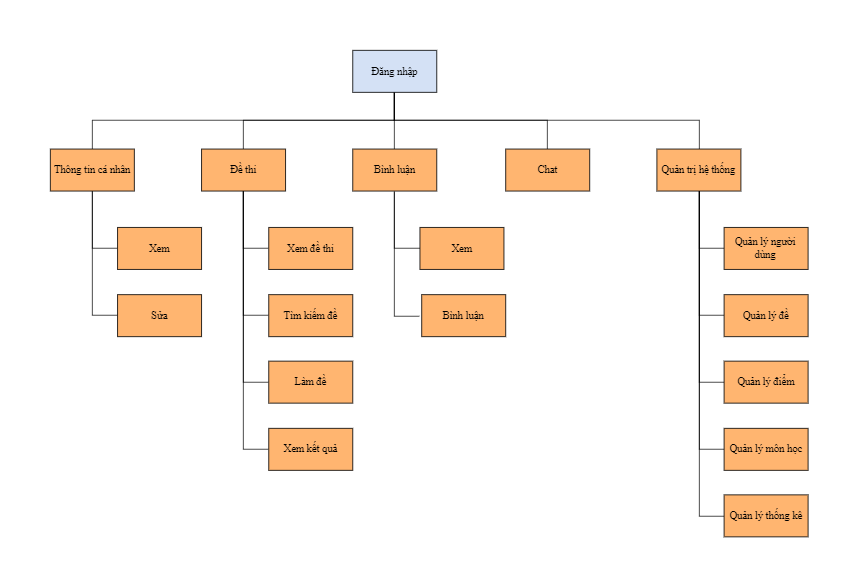 Đăng nhập
Thông tin cá nhân
Đề thi
Bình luận
Chat
Quản trị hệ thống
Xem
Xem đề thi
Xem
Quản lý người
dùng
Sửa
Tìm kiếm đề
Bình luận
Quản lý đề
Làm đề
Quản lý điểm
Xem kết quả
Quản lý môn học
Quản lý thống kê